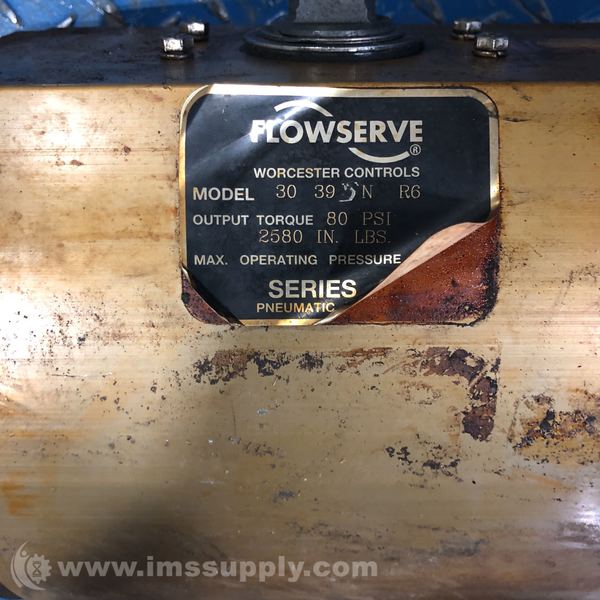 FLOWSERVE®
WORCESTER CONTROLS
MODEL 30 39 N R6
OUTPUT TORQUE 80 PSI
2580 IN. LBS.
MAX. OPERATING PRESSURE
SERIES
PNEUMATIC
www.imssupply.com